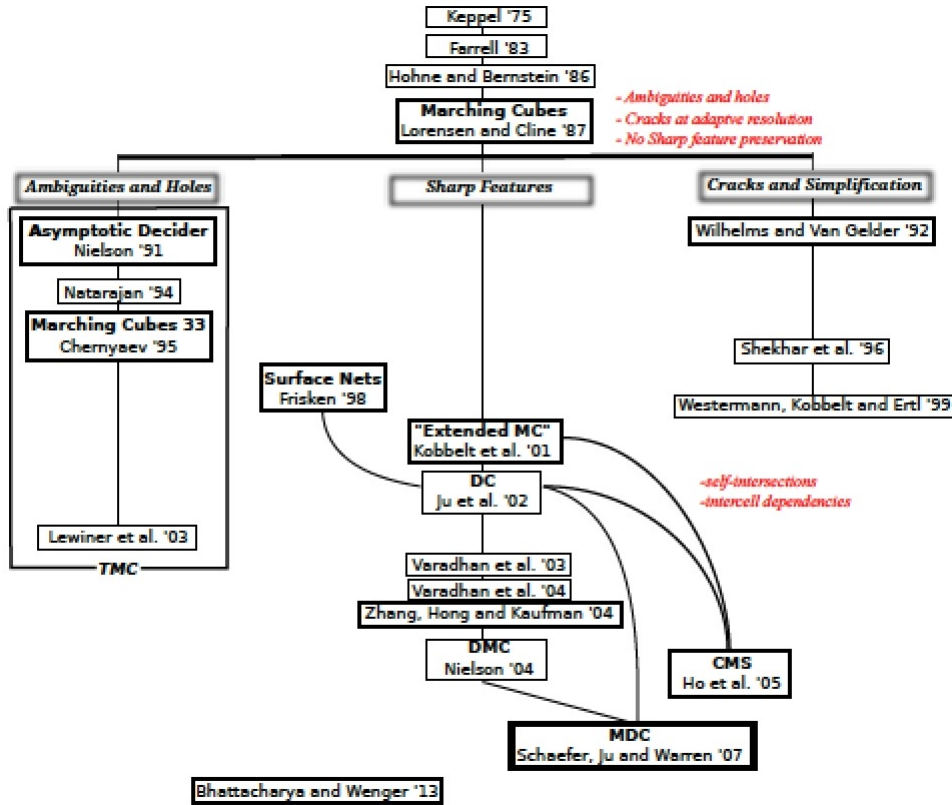 Keppel '75
Farrell '83
Hohne and Bernstein '86
Marching Cubes
Lorensen and Cline '87
- Ambiguities and holes
- Cracks at adaptive resolution
- No Sharp feature preservation
Ambiguities and Holes
Sharp Features
Cracks and Simplification
Asymptotic Decider
Nielson '91
Natarajan '94
Marching Cubes 33
Chernyaev '95
Lewiner et al. '03
TMC
Surface Nets
Frisken '98
"Extended MC"
Kobbelt et al. '01
DC
Ju et al. '02
Varadhan et al. '03
Varadhan et al. '04
Zhang, Hong and Kaufman '04
DMC
Nielson '04
Wilhelms and Van Gelder '92
Shekhar et al. '96
Westermann, Kobbelt and Ertl '99
-self-intersections
-intercell dependencies
CMS
Ho et al. '05
MDC
Schaefer, Ju and Warren '07
Bhattacharya and Wenger '13